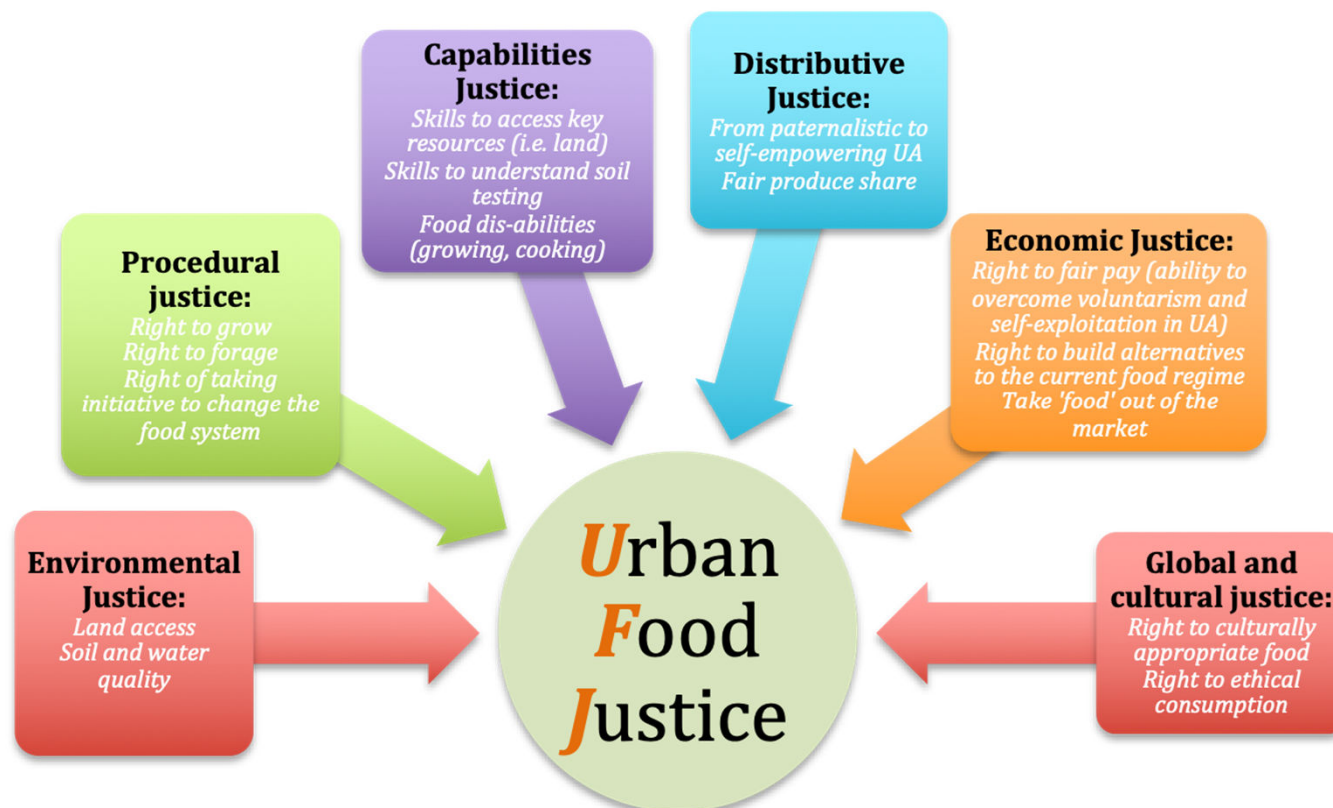 Environmental
Justice:
Land access
Soil and water
quality
Procedural
justice:
Right to grow
Right to forage
Right of taking
initiative to change the
food system
Capabilities
Justice:
Skills to access key
resources (i.e. land)
Skills to understand soil
testing
Food dis-abilities
(growing, cooking)
Distributive
Justice:
From paternalistic to
self-empowering UA
Fair produce share
Economic Justice:
Right to fair pay (ability to
overcome voluntarism and
self-exploitation in UA)
Right to build alternatives
to the current food regime
Take 'food' out of the
market
Global and
cultural justice:
Right to culturally
appropriate food
Right to ethical
consumption
Urban
Food
Justice